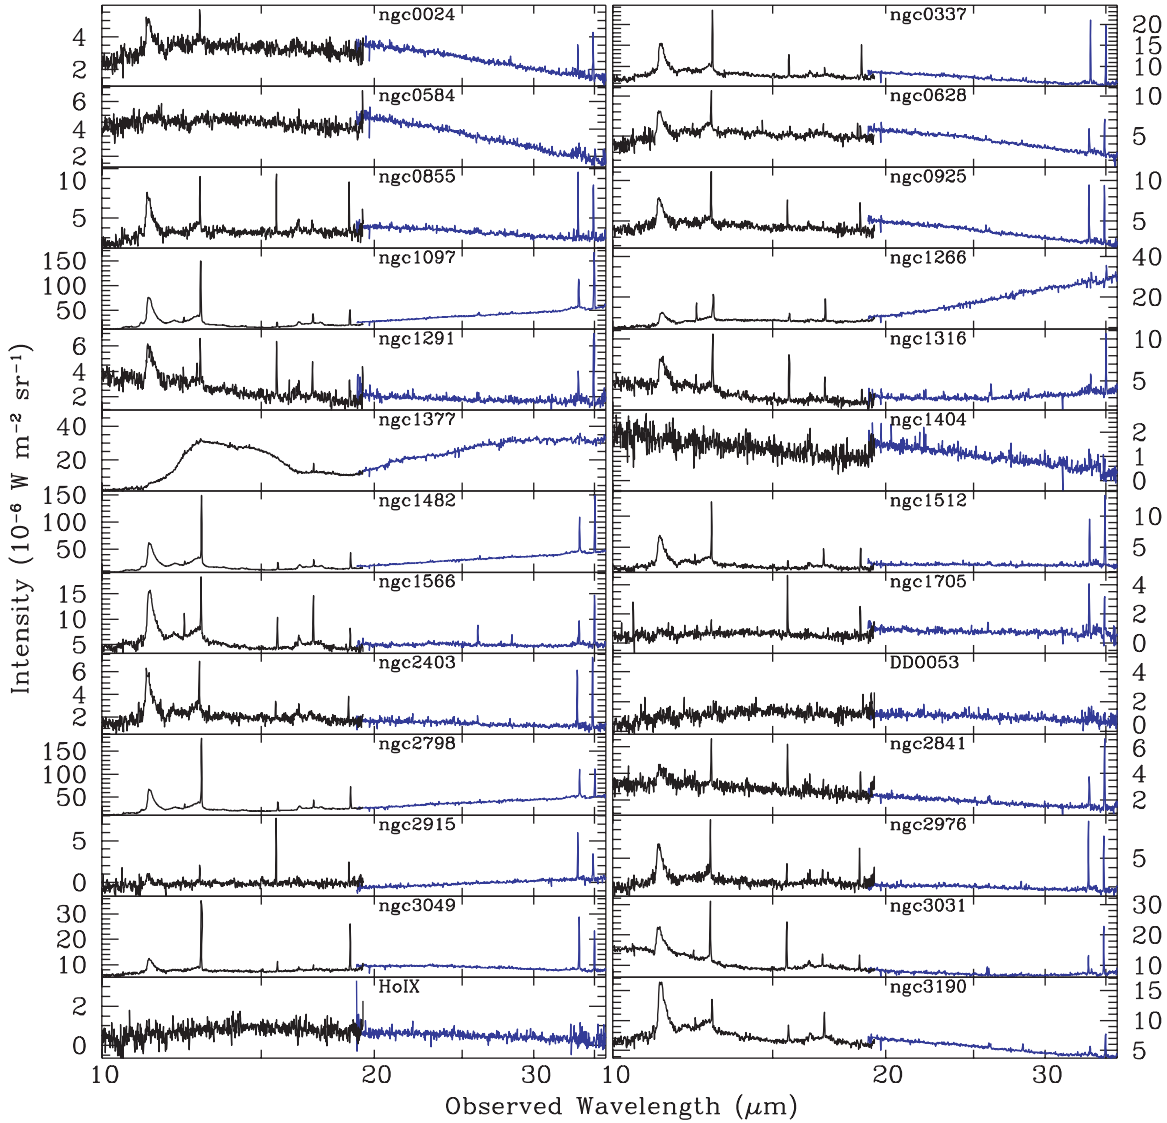 ngc0024 ngc0337
4 2 20 15 10
ngc0584 ngc0628
6 4 2 10 5
ngc0855 ngc0925
10 5 10 5
ngc1097 ngc1266
150 100 50 40 20
ngc1291 ngc1316
6 4 2 10 5
ngc1377 ngc1404
40 20 2 1 0
ngc1482 ngc1512
150 100 50 10 5
ngc1566 ngc1705
15 10 5 4 2 0
ngc2403 DDO053
6 4 2 4 2 0
ngc2798 ngc2841
150 100 50 6 4 2
ngc2915 ngc2976
5 0 5
ngc3049 ngc3031
30 20 10 30 20 10
HoIX ngc3190
2 0 15 10 5
10 20 30 10 20 30
Observed Wavelength (μm)
Intensity (10⁻⁶ W m⁻² sr⁻¹)